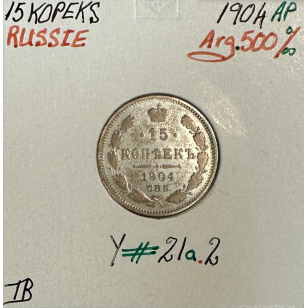 15 KOPEKS
1904 AP
RUSSIE
Arg.500‰
15
КОПѢЕКЪ
1904
СПБ
Y#21a.2
TB